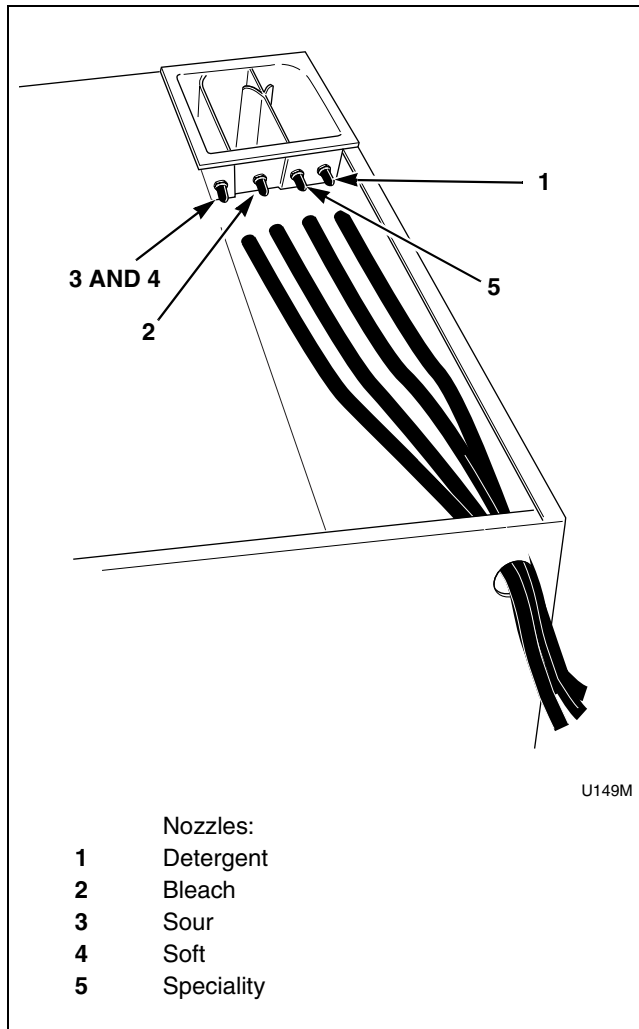 1
3 AND 4
5
2
U149M
Nozzles:
1 Detergent
2 Bleach
3 Sour
4 Soft
5 Speciality